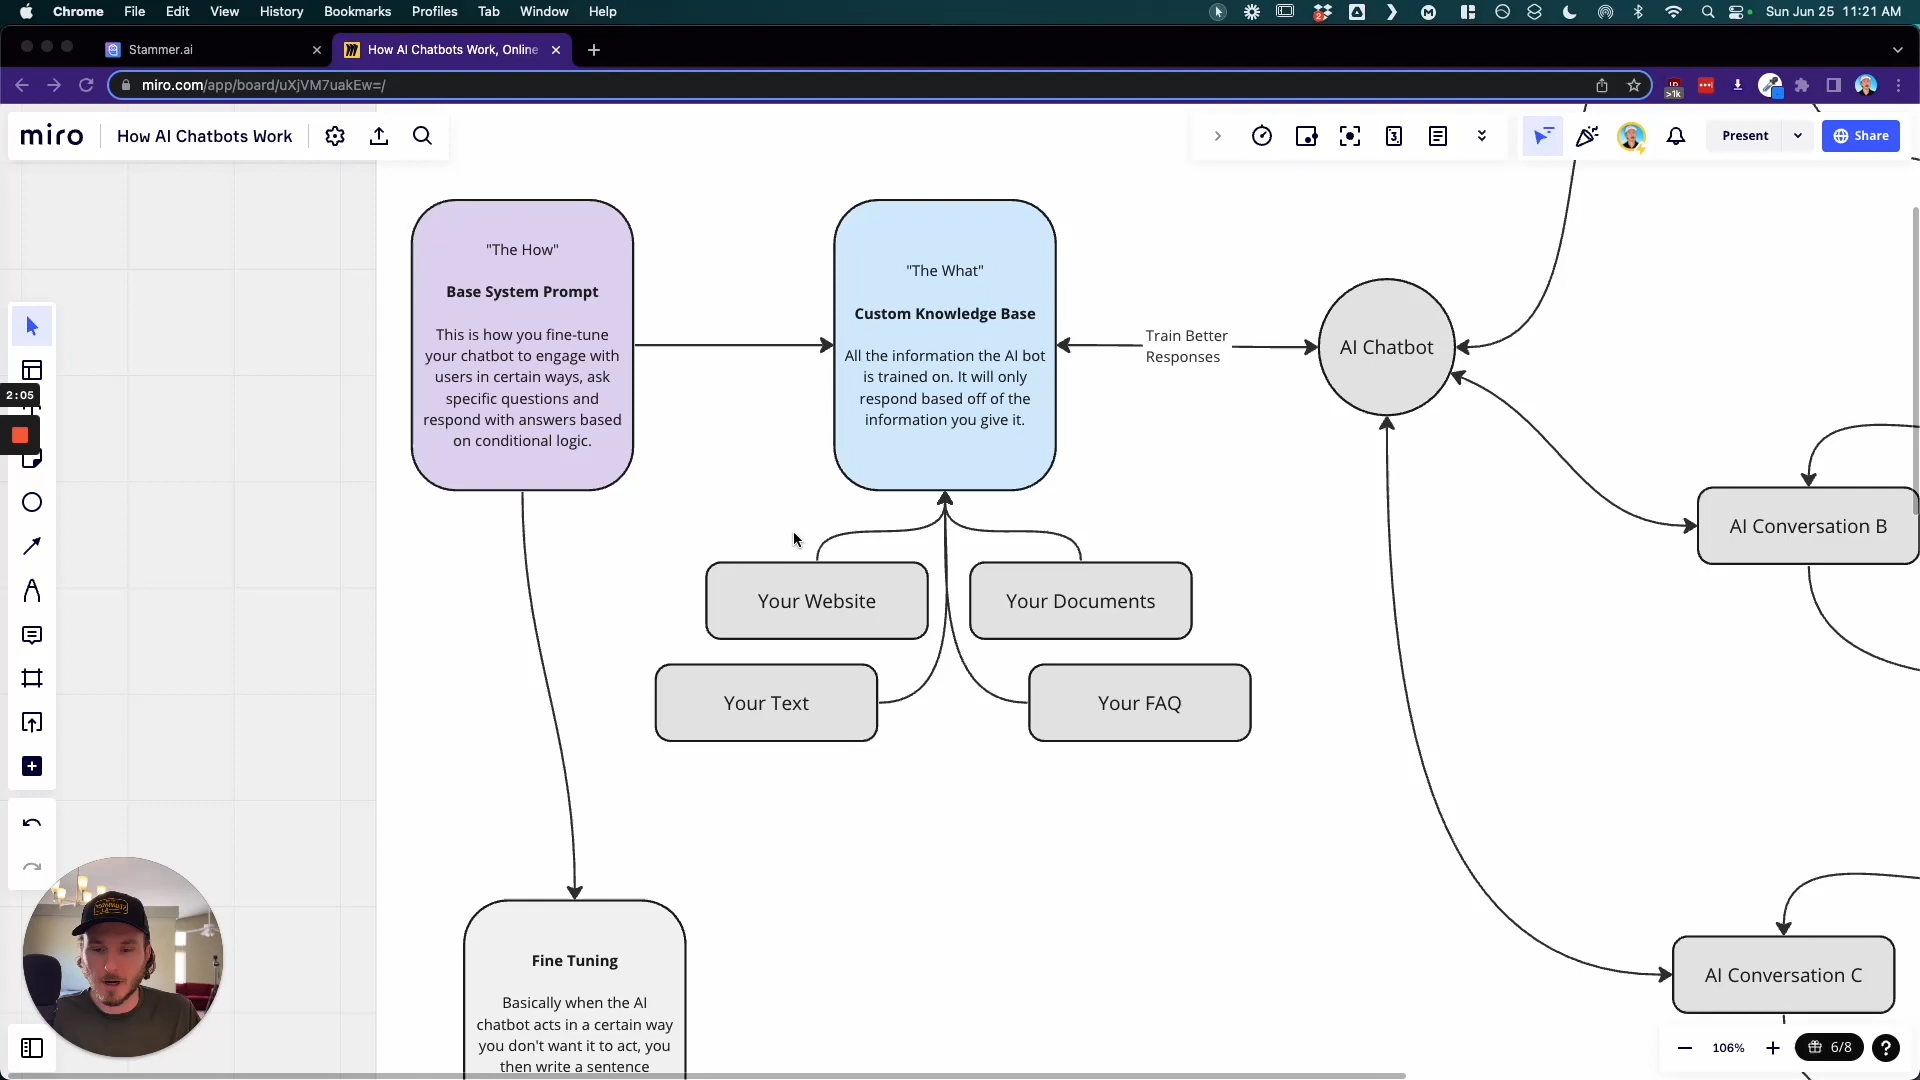 Chrome File Edit View History Bookmarks Profiles Tab Window Help
Sun Jun 25 11:21 AM
Stammer.ai
How AI Chatbots Work, Online
miro.com/app/board/uXjVM7uakEw=/
>1k
miro
How AI Chatbots Work
Present
Share
"The How"
Base System Prompt
This is how you fine-tune
your chatbot to engage with
users in certain ways, ask
specific questions and
respond with answers based
on conditional logic.
"The What"
Custom Knowledge Base
All the information the AI bot
is trained on. It will only
respond based off of the
information you give it.
Train Better
Responses
AI Chatbot
2:05
AI Conversation B
Your Website
Your Documents
Your Text
Your FAQ
Fine Tuning
Basically when the AI
chatbot acts in a certain way
you don't want it to act, you
then write a sentence
AI Conversation C
106%
6/8
?